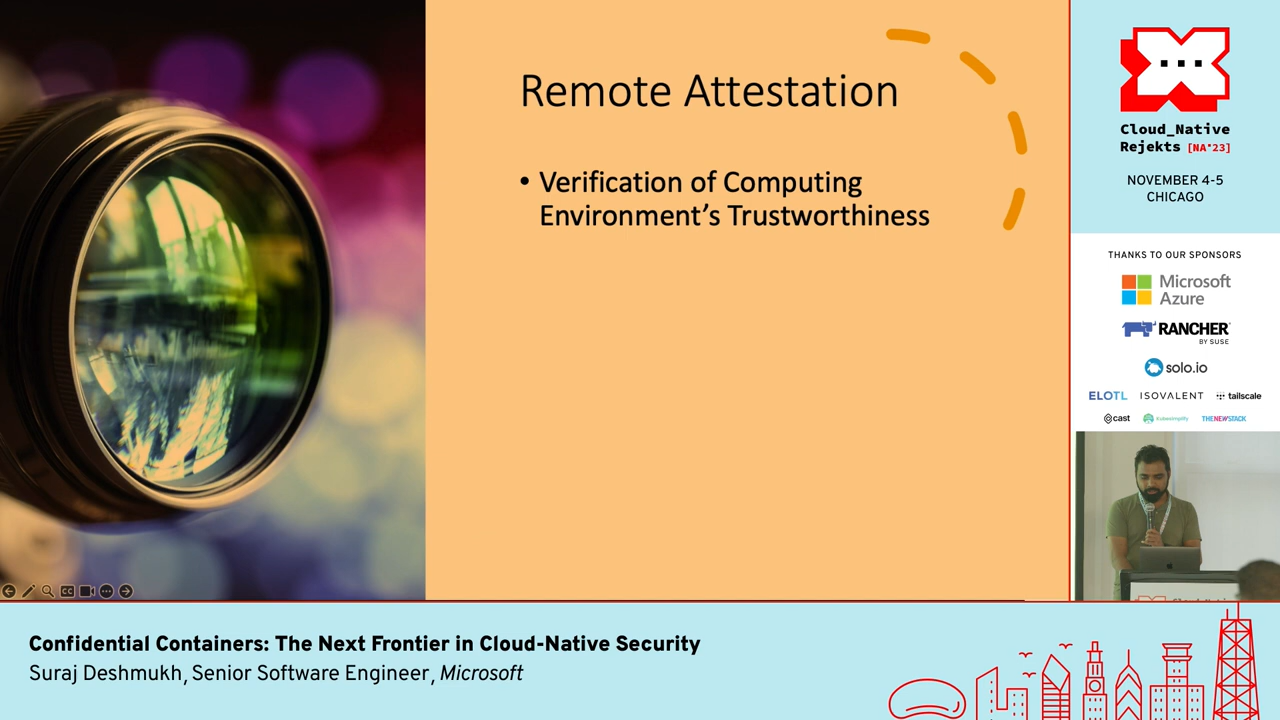 Remote Attestation
• Verification of Computing
Environment's Trustworthiness
Cloud_Native
Rejekts [NA'23]
NOVEMBER 4-5
CHICAGO
THANKS TO OUR SPONSORS
Microsoft
Azure
RANCHER
BY SUSE
solo.io
ELOTL ISOVALENT tailscale
cast Kubesimplify THENEWSTACK
CC
Confidential Containers: The Next Frontier in Cloud-Native Security
Suraj Deshmukh, Senior Software Engineer, Microsoft